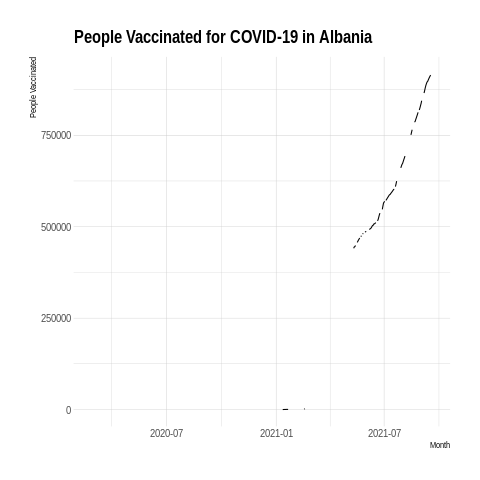 People Vaccinated for COVID-19 in Albania
People Vaccinated
750000
500000
250000
0
2020-07
2021-01
2021-07
Month